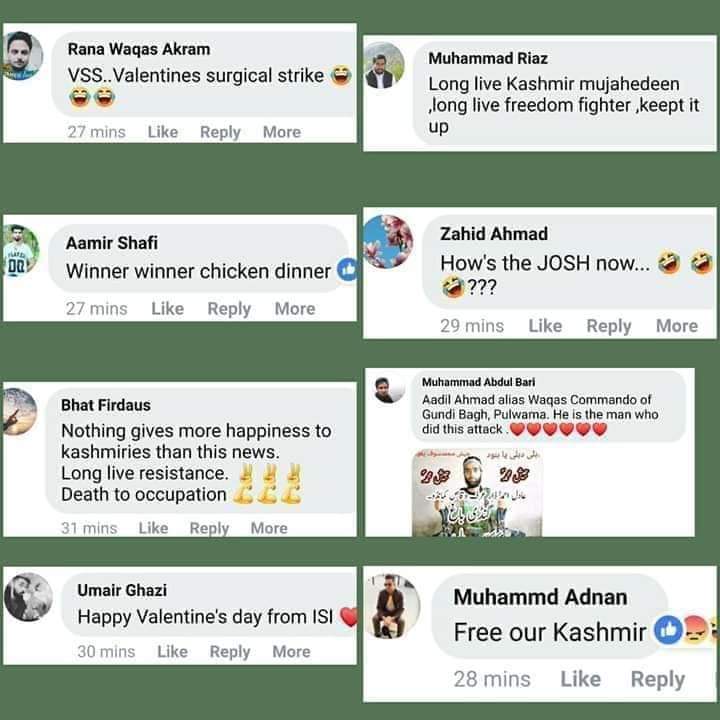 Rana Waqas Akram
VSS..Valentines surgical strike 😂
😂😂
27 mins Like Reply More
Muhammad Riaz
Long live Kashmir mujahedeen
,long live freedom fighter ,keept it
up
Aamir Shafi
Winner winner chicken dinner
27 mins Like Reply More
Zahid Ahmad
How's the JOSH now... 🤣 🤣
🤣???
29 mins Like Reply More
Bhat Firdaus
Nothing gives more happiness to
kashmiries than this news.
Long live resistance. ✌✌✌
Death to occupation ✌✌✌
31 mins Like Reply More
Muhammad Abdul Bari
Aadil Ahmad alias Waqas Commando of
Gundi Bagh, Pulwama. He is the man who
did this attack .❤❤❤❤❤❤
گنڈی باغ
Umair Ghazi
Happy Valentine's day from ISI ❤
30 mins Like Reply More
Muhammd Adnan
Free our Kashmir
28 mins Like Reply